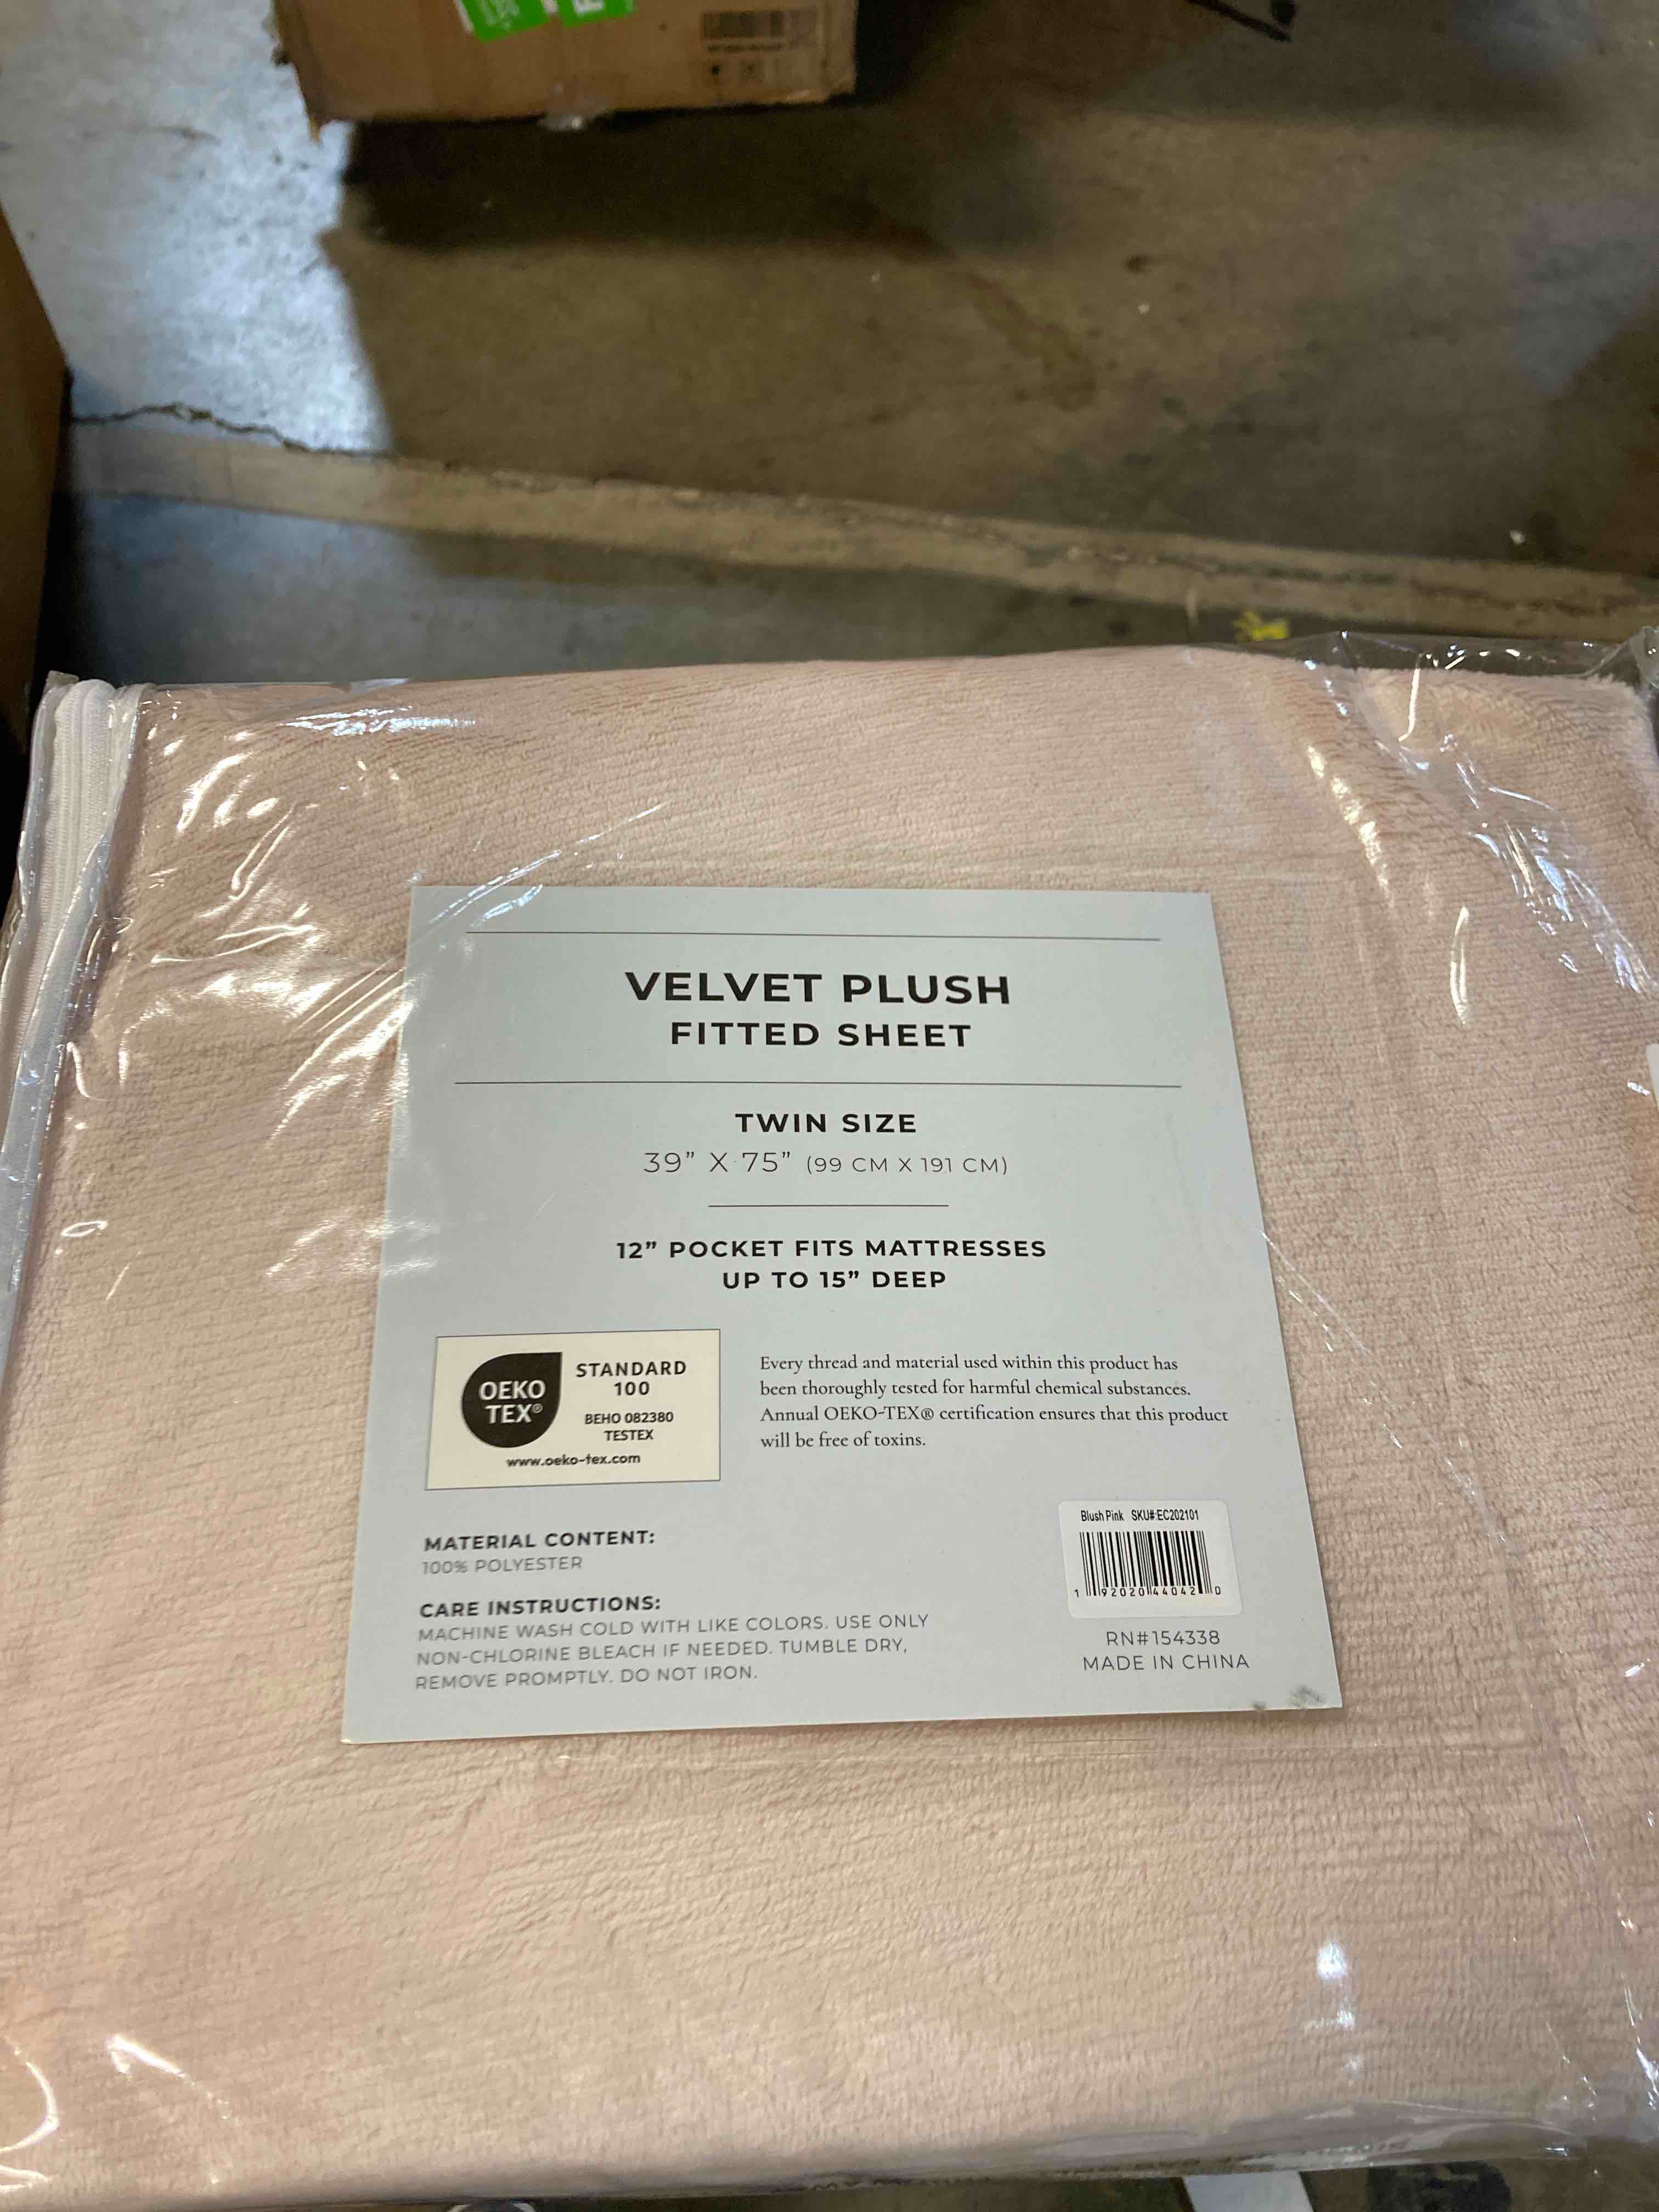 VELVET PLUSH
FITTED SHEET
TWIN SIZE
39” X 75” (99 CM X 191 CM)
12” POCKET FITS MATTRESSES
UP TO 15” DEEP
OEKO
TEX®
STANDARD
100
BEHO 082380
TESTEX
www.oeko-tex.com
Every thread and material used within this product has
been thoroughly tested for harmful chemical substances.
Annual OEKO-TEX® certification ensures that this product
will be free of toxins.
MATERIAL CONTENT:
100% POLYESTER
CARE INSTRUCTIONS:
MACHINE WASH COLD WITH LIKE COLORS. USE ONLY
NON-CHLORINE BLEACH IF NEEDED. TUMBLE DRY,
REMOVE PROMPTLY. DO NOT IRON.
Blush Pink SKU#:EC202101
1 92020 44042 0
RN#154338
MADE IN CHINA